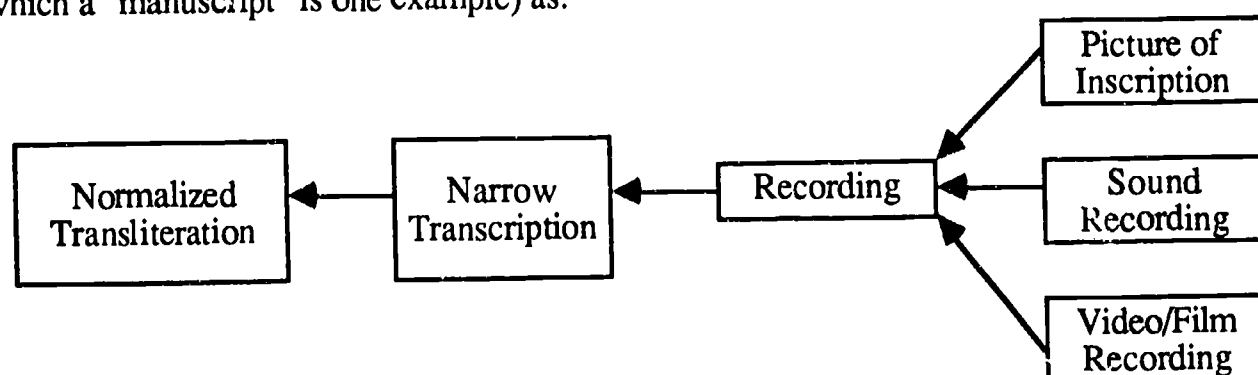 which a "manuscript" is one example) as:
Picture of
Inscription
Normalized
Transliteration
Narrow
Transcription
Recording
Sound
Recording
Video/Film
Recording